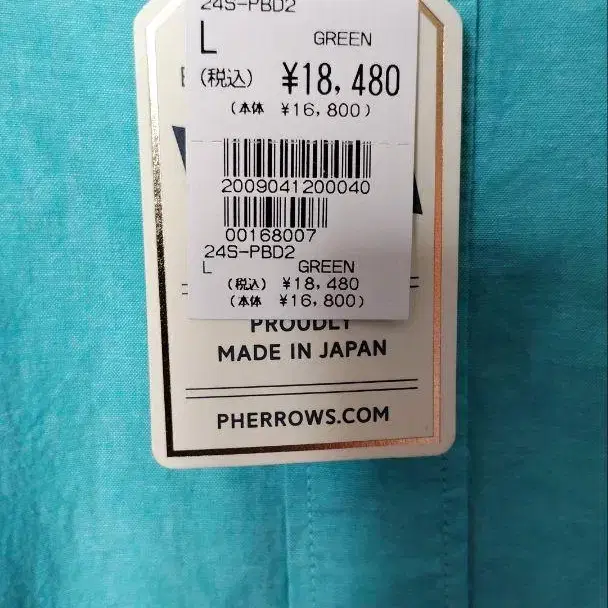 24S-PBD2
L GREEN
(税込) ¥18,480
(本体 ¥16,800)
2009041200040
00168007
24S-PBD2
L GREEN
(税込) ¥18,480
(本体 ¥16,800)
PROUDLY
MADE IN JAPAN
PHERROWS.COM